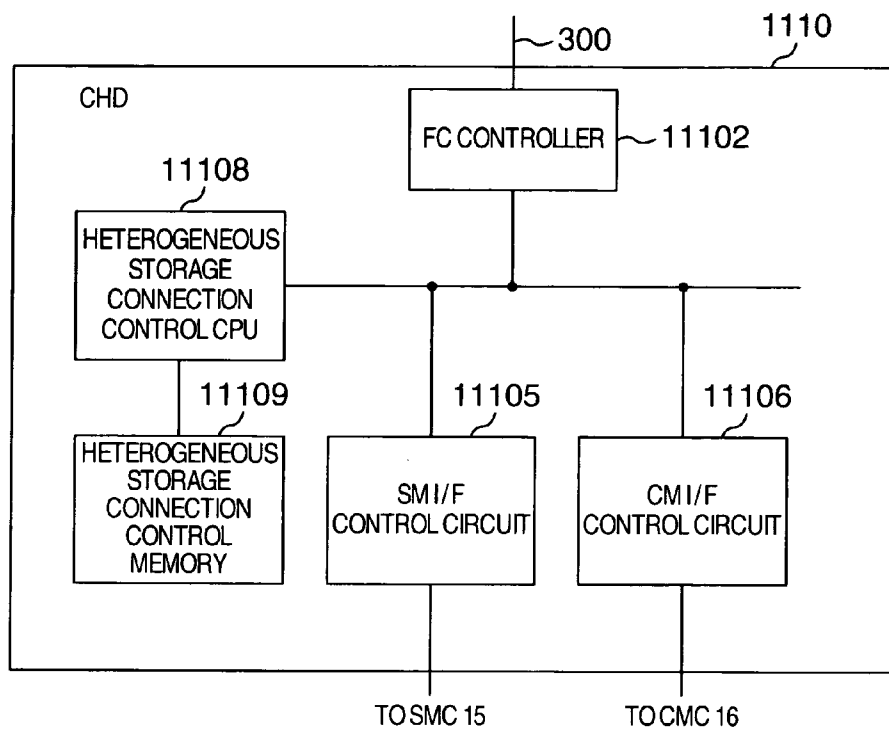 300
1110
CHD
FC CONTROLLER
11102
11108
HETEROGENEOUS
STORAGE
CONNECTION
CONTROL CPU
11109
HETEROGENEOUS
STORAGE
CONNECTION
CONTROL
MEMORY
11105
SM I/F
CONTROL CIRCUIT
11106
CM I/F
CONTROL CIRCUIT
TO SMC 15
TO CMC 16